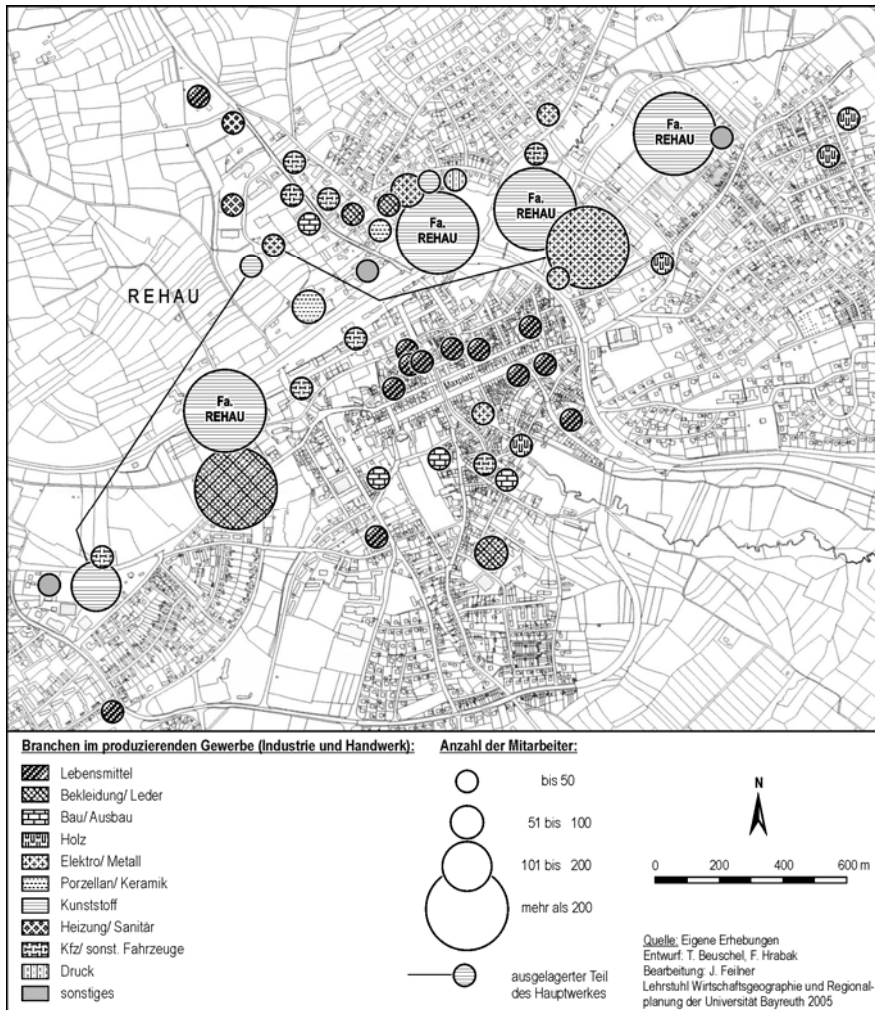 Fa.
REHAU
Fa.
REHAU
Fa.
REHAU
REHAU
Maxplatz
Fa.
REHAU
Branchen im produzierenden Gewerbe (Industrie und Handwerk):
Lebensmittel
Bekleidung/ Leder
Bau/ Ausbau
Holz
Elektro/ Metall
Porzellan/ Keramik
Kunststoff
Heizung/ Sanitär
Kfz/ sonst. Fahrzeuge
Druck
sonstiges
Anzahl der Mitarbeiter:
bis 50
51 bis 100
101 bis 200
mehr als 200
ausgelagerter Teil
des Hauptwerkes
N
0 200 400 600 m
Quelle: Eigene Erhebungen
Entwurf: T. Beuschel, F. Hrabak
Bearbeitung: J. Feilner
Lehrstuhl Wirtschaftsgeographie und Regional-
planung der Universität Bayreuth 2005